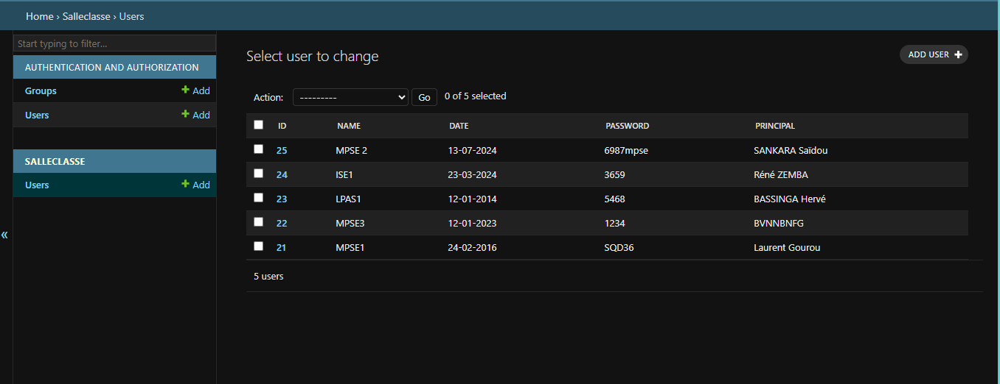 Home › Salleclasse › Users
Start typing to filter...
AUTHENTICATION AND AUTHORIZATION
Groups + Add
Users + Add
SALLECLASSE
Users + Add
«
Select user to change
ADD USER +
Action: --------- Go 0 of 5 selected
ID NAME DATE PASSWORD PRINCIPAL
25 MPSE 2 13-07-2024 6987mpse SANKARA Saïdou
24 ISE1 23-03-2024 3659 Réné ZEMBA
23 LPAS1 12-01-2014 5468 BASSINGA Hervé
22 MPSE3 12-01-2023 1234 BVNNBNFG
21 MPSE1 24-02-2016 SQD36 Laurent Gourou
5 users